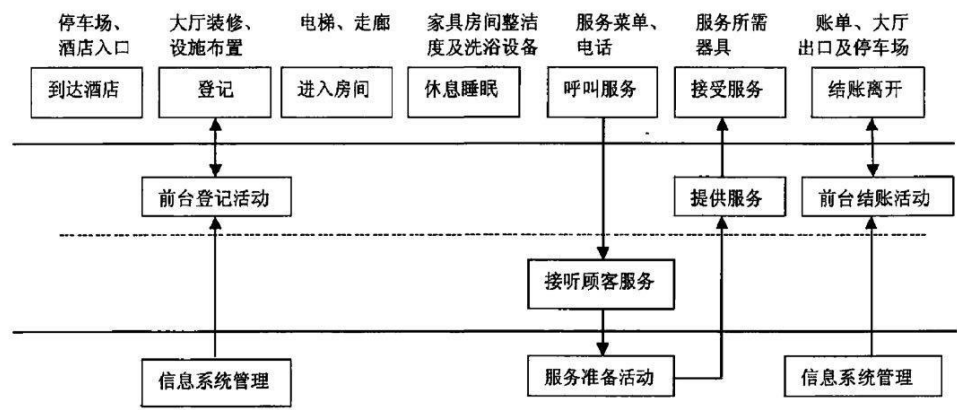 停车场、
酒店入口
大厅装修、
设施布置
电梯、走廊
家具房间整洁
度及洗浴设备
服务菜单、
电话
服务所需
器具
账单、大厅
出口及停车场
到达酒店
登记
进入房间
休息睡眠
呼叫服务
接受服务
结账离开
前台登记活动
提供服务
前台结账活动
接听顾客服务
信息系统管理
服务准备活动
信息系统管理